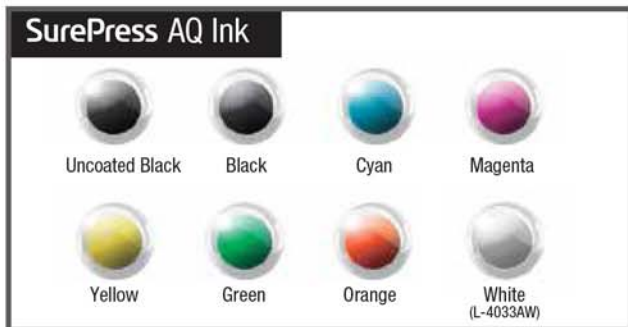 SurePress AQ Ink
Uncoated Black
Black
Cyan
Magenta
Yellow
Green
Orange
White
(L-4033AW)